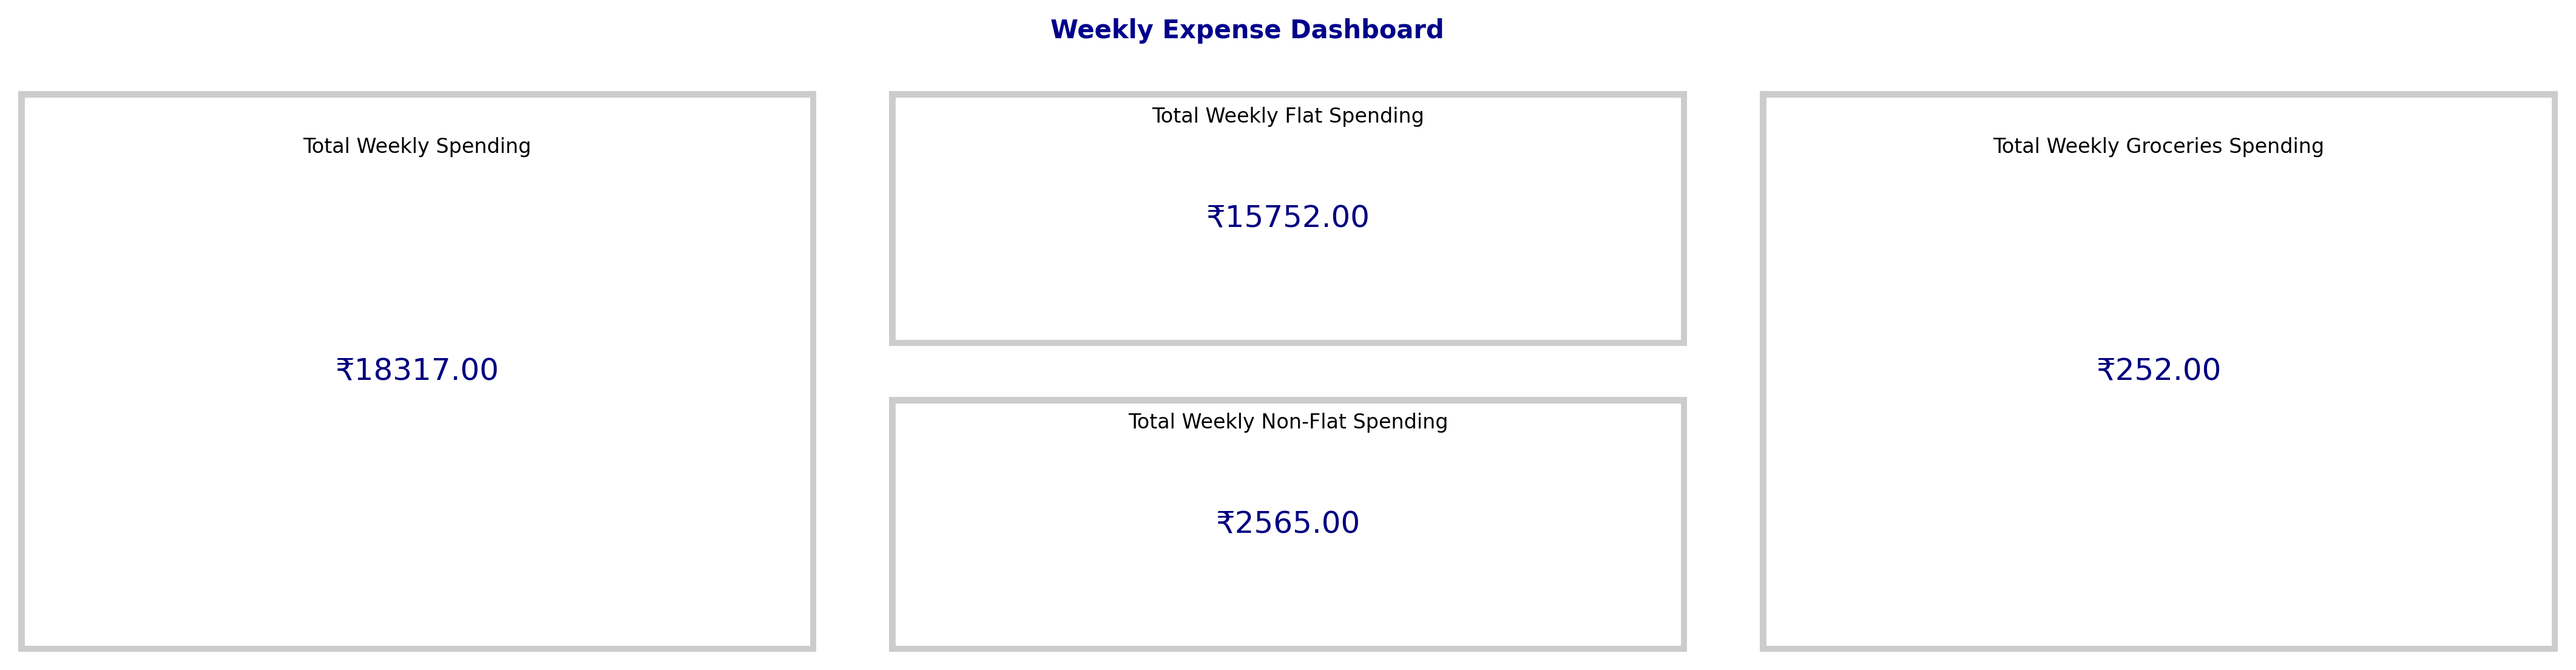 Weekly Expense Dashboard
Total Weekly Spending
₹18317.00
Total Weekly Flat Spending
₹15752.00
Total Weekly Non-Flat Spending
₹2565.00
Total Weekly Groceries Spending
₹252.00